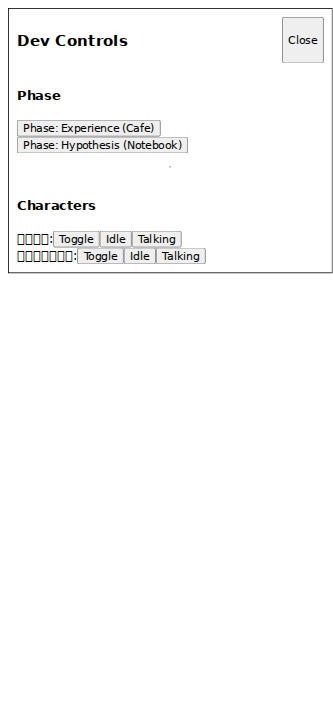 Dev Controls
Close
Phase
Phase: Experience (Cafe)
Phase: Hypothesis (Notebook)
Characters
: Toggle Idle Talking
: Toggle Idle Talking